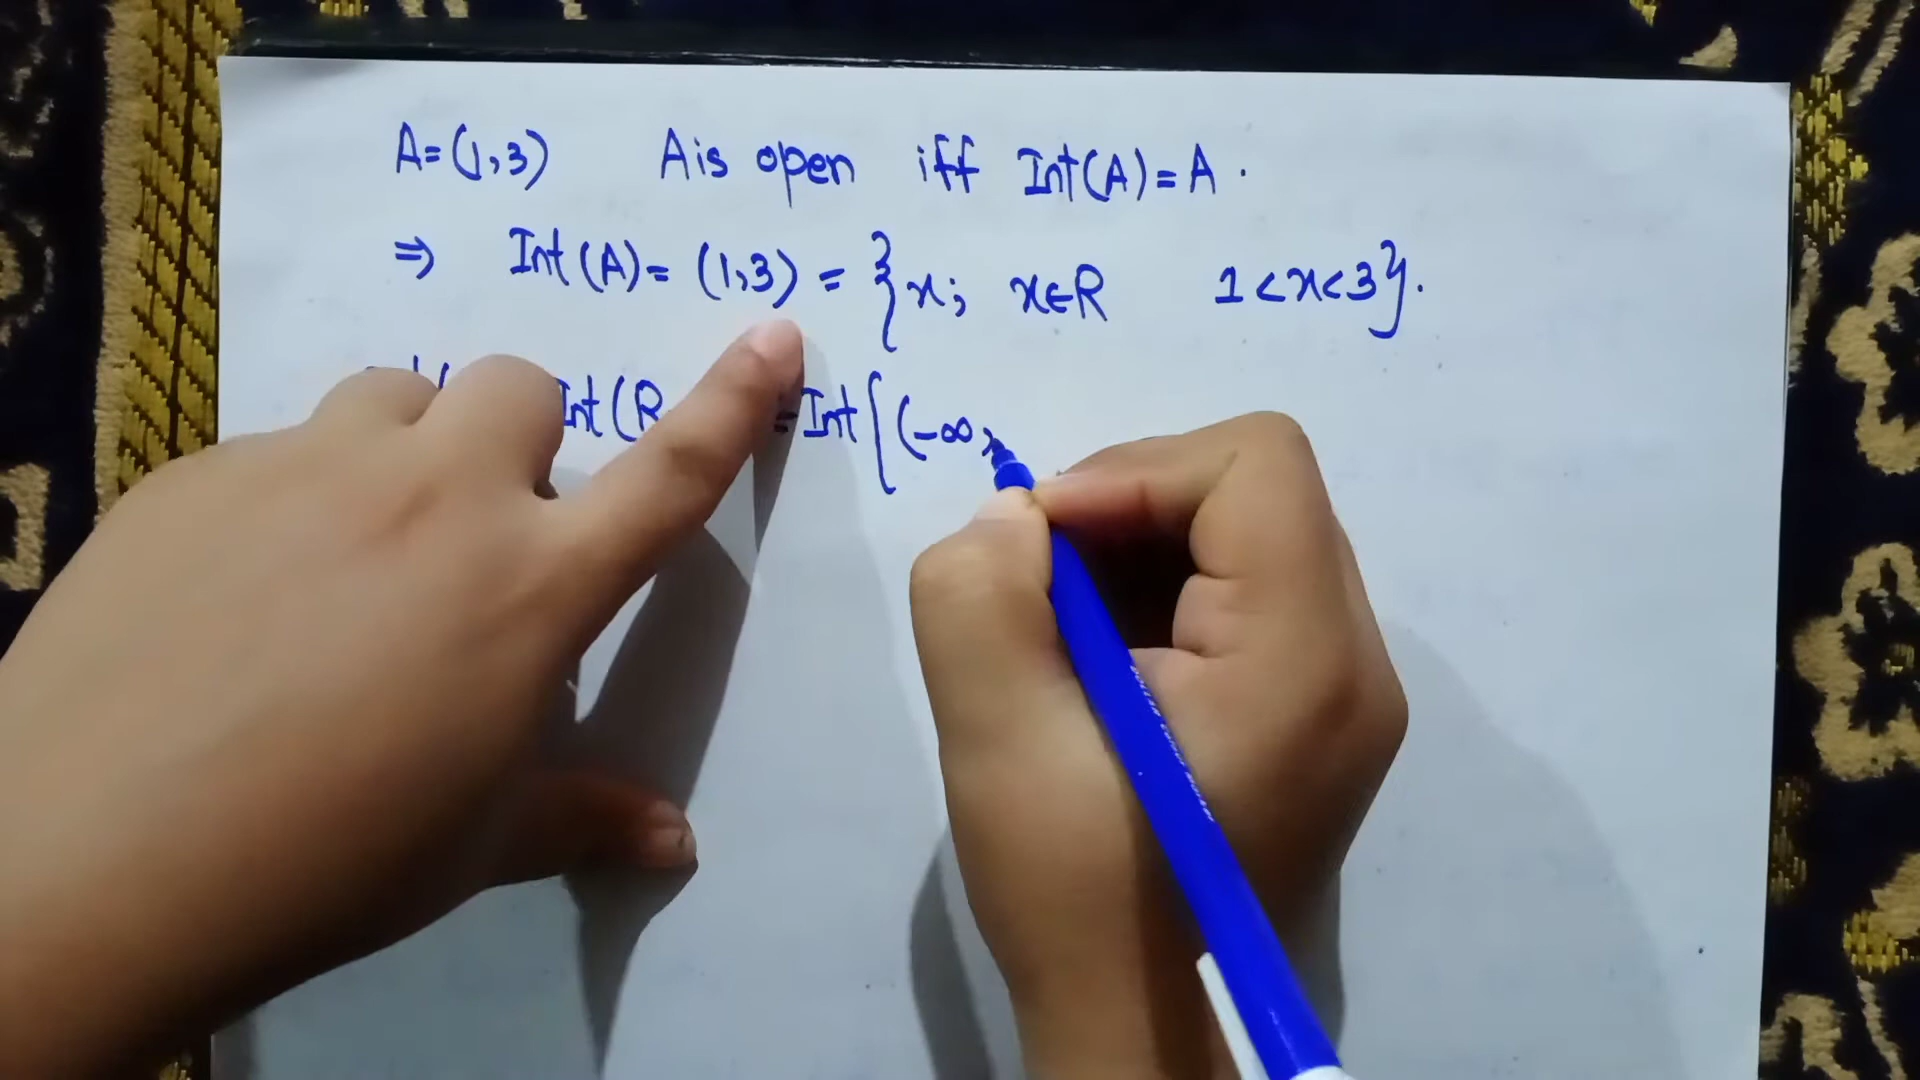 A=(1,3) A is open iff Int(A)=A.
⇒ Int(A)= (1,3) = {x; x∈R 1<x<3}.
Int(R = Int[(-∞,